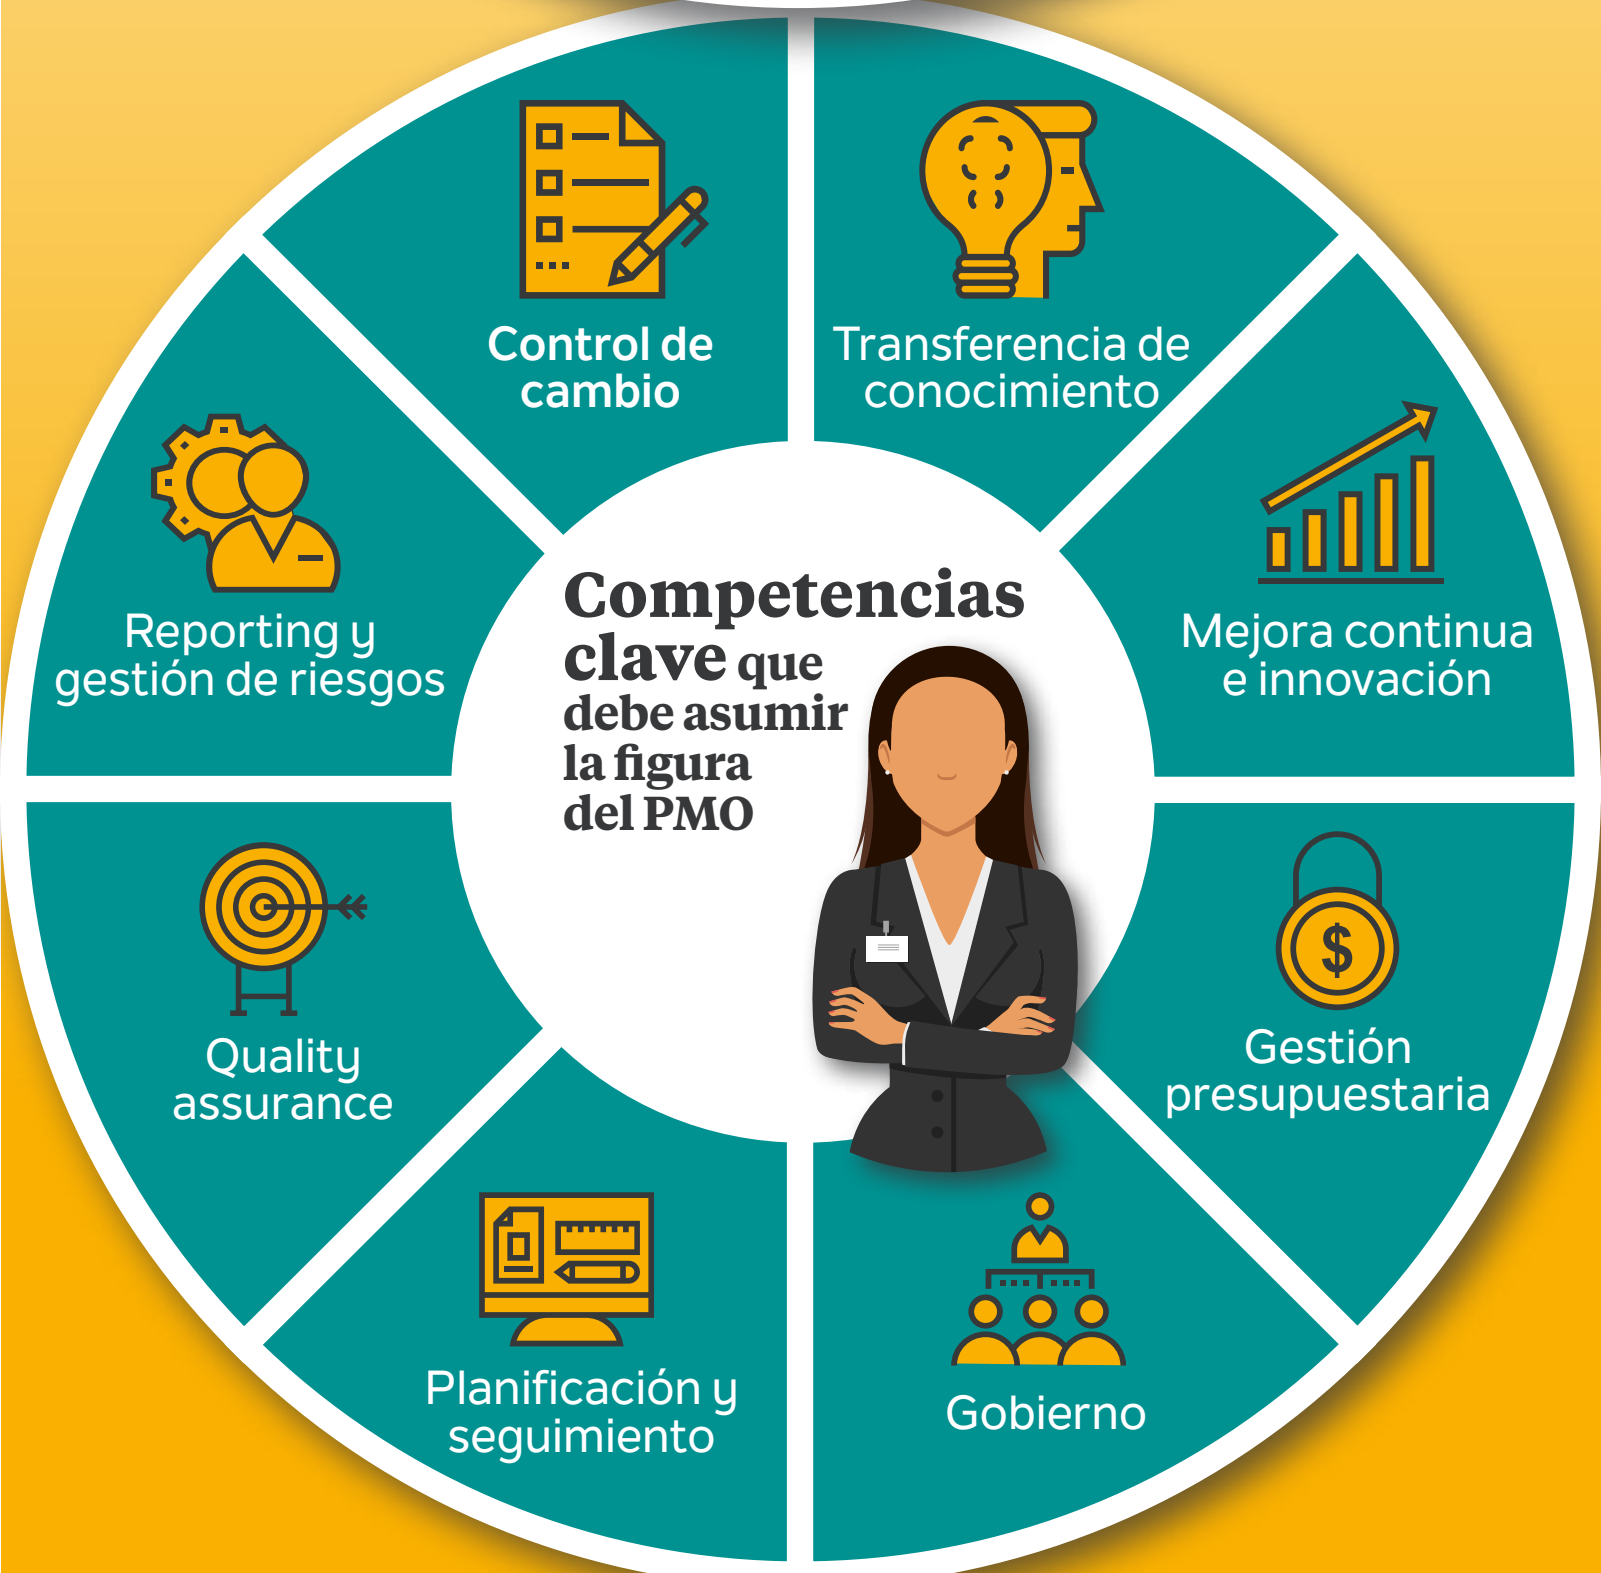 Control de
cambio
Transferencia de
conocimiento
Mejora continua
e innovación
Gestión
presupuestaria
Gobierno
Planificación y
seguimiento
Quality
assurance
Reporting y
gestión de riesgos
Competencias
clave que
debe asumir
la figura
del PMO
$